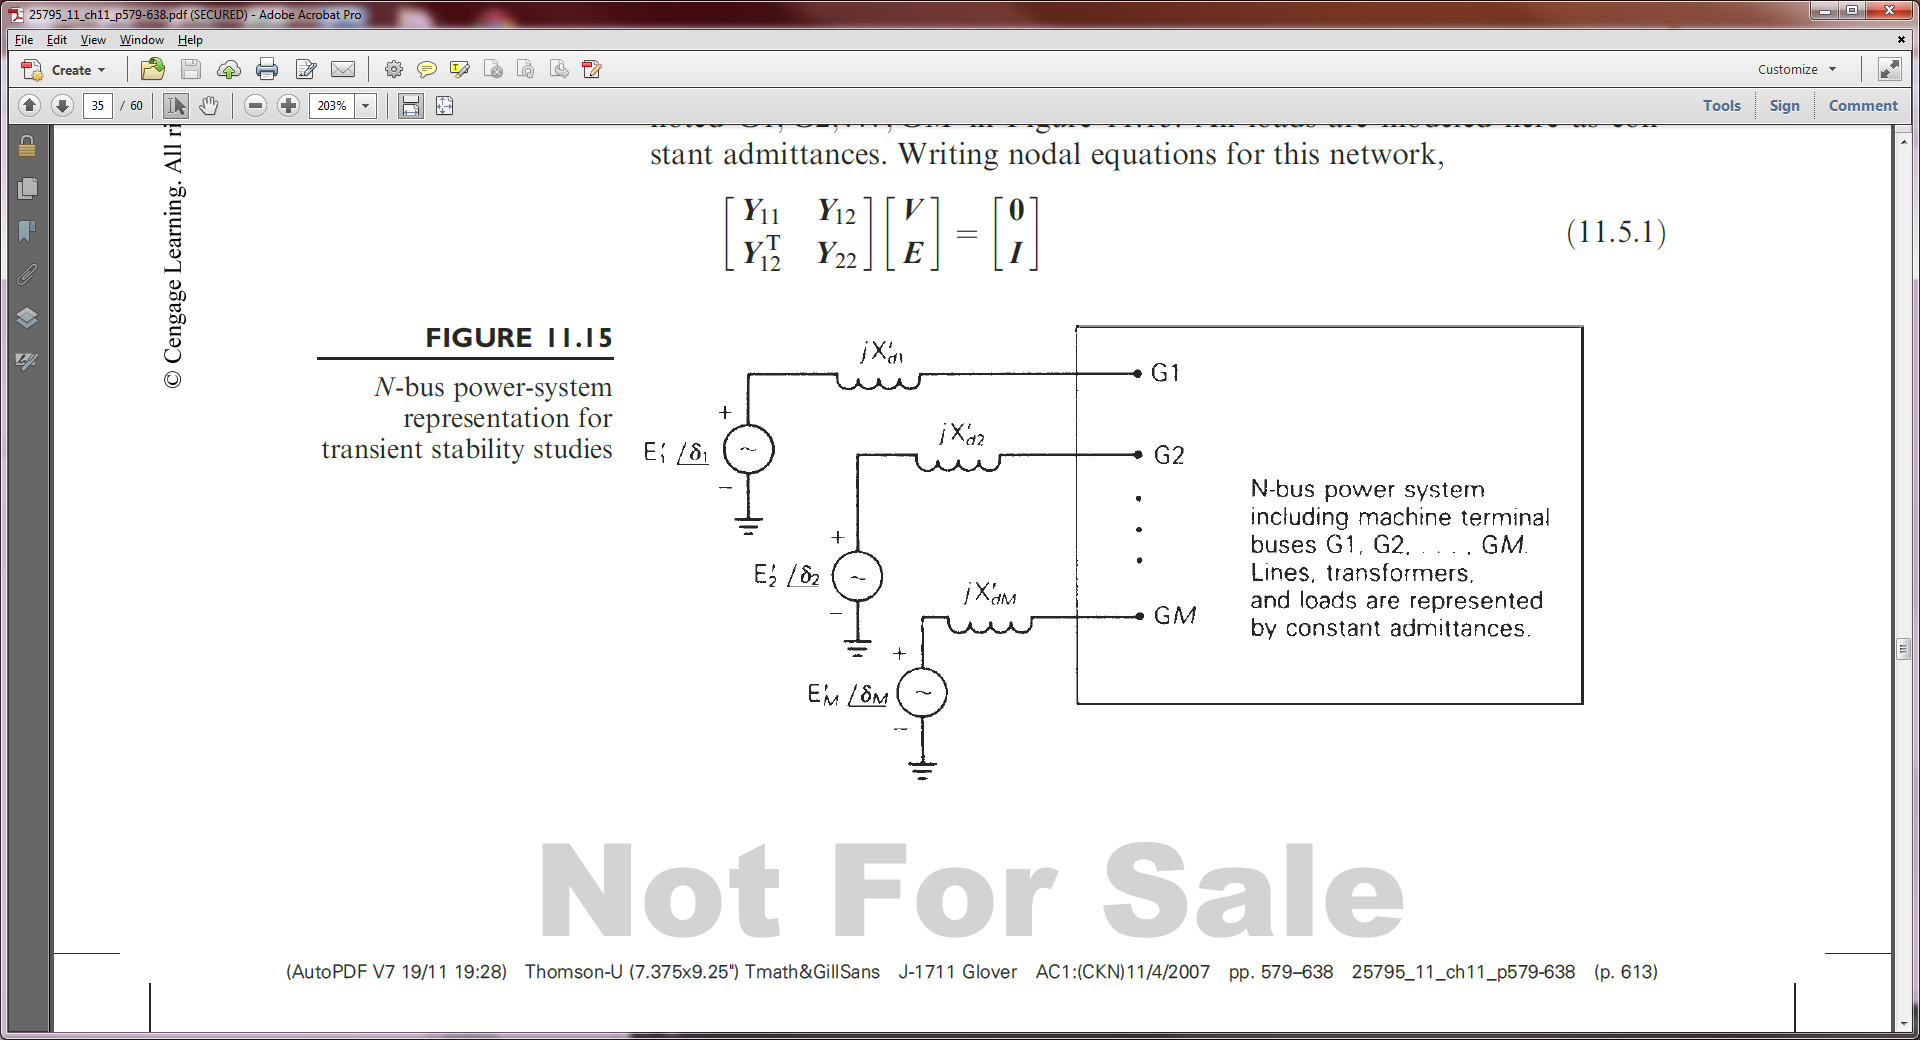 25795_11_ch11_p579-638.pdf (SECURED) - Adobe Acrobat Pro
File Edit View Window Help
Create
Customize
35 / 60
203%
Tools Sign Comment
© Cengage Learning. All ri
stant admittances. Writing nodal equations for this network,
[Y11 Y12] [V] = [0]
[Y12^T Y22] [E] = [I]
(11.5.1)
FIGURE 11.15
N-bus power-system
representation for
transient stability studies
jX'd1
G1
+
E'1 /δ1
~
−
jX'd2
G2
+
E'2 /δ2
~
−
jX'dM
GM
+
E'M /δM
~
−
N-bus power system
including machine terminal
buses G1, G2, . . . , GM.
Lines, transformers,
and loads are represented
by constant admittances.
Not For Sale
(AutoPDF V7 19/11 19:28) Thomson-U (7.375x9.25") Tmath&GillSans J-1711 Glover AC1:(CKN)11/4/2007 pp. 579–638 25795_11_ch11_p579-638 (p. 613)